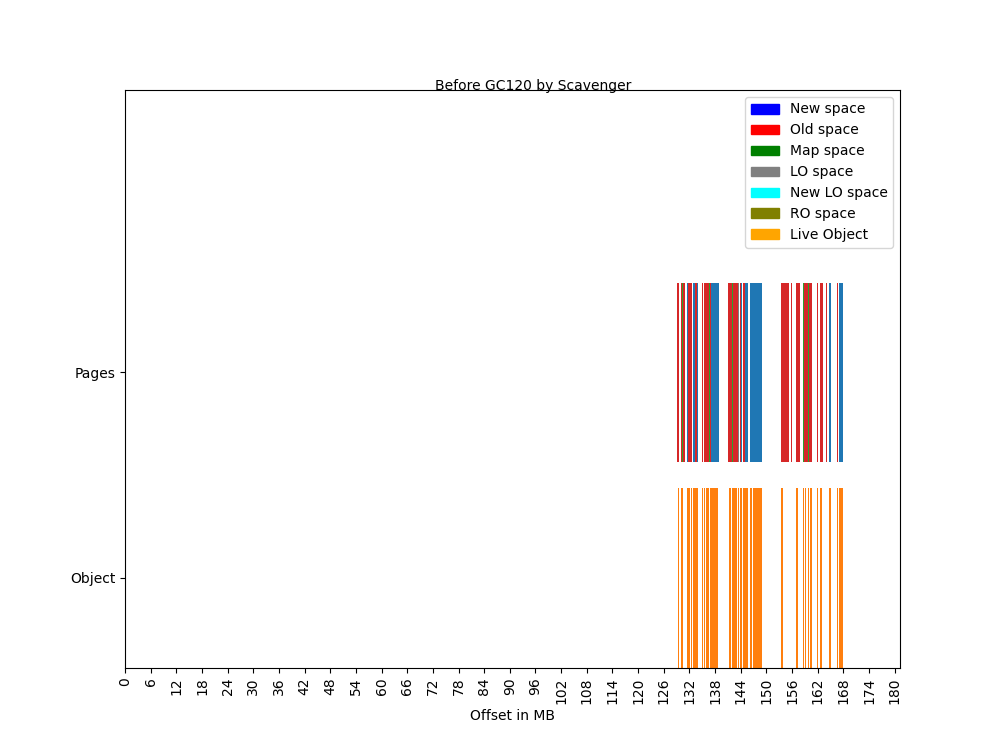 Before GC120 by Scavenger
New space
Old space
Map space
LO space
New LO space
RO space
Live Object
Pages
Object
0 6 12 18 24 30 36 42 48 54 60 66 72 78 84 90 96 102 108 114 120 126 132 138 144 150 156 162 168 174 180
Offset in MB